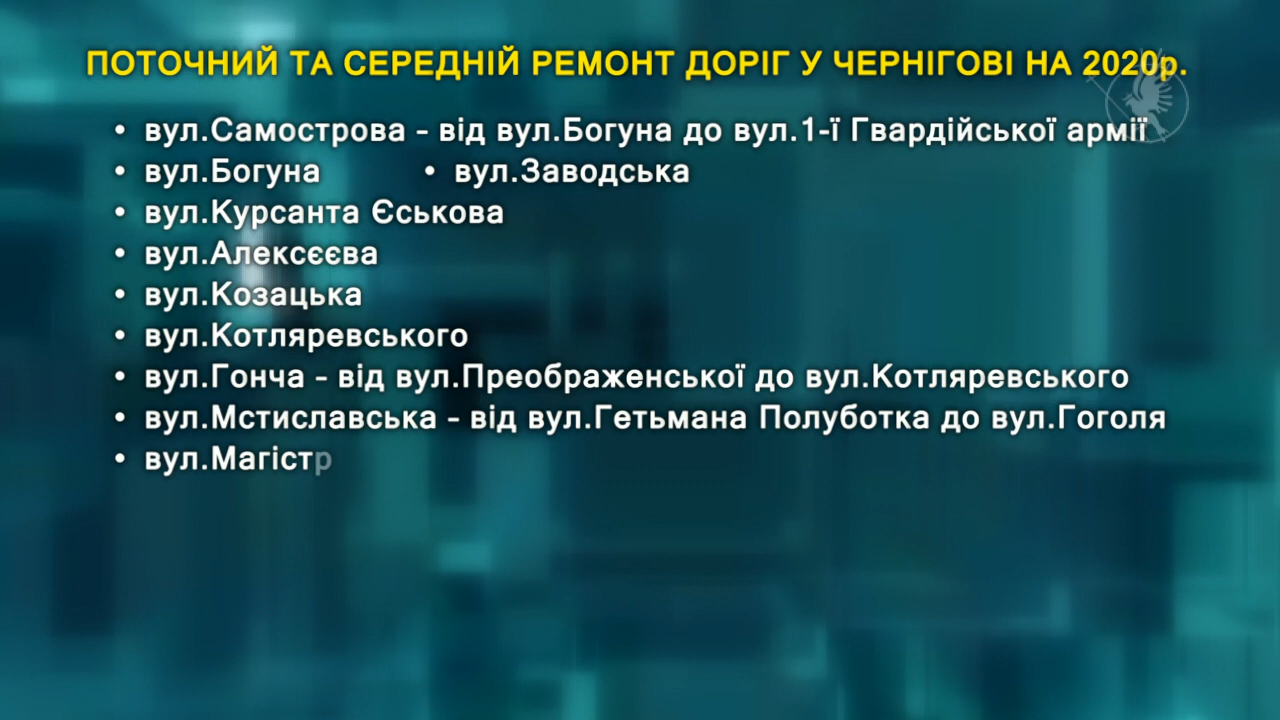 ПОТОЧНИЙ ТА СЕРЕДНІЙ РЕМОНТ ДОРІГ У ЧЕРНІГОВІ НА 2020р.
• вул.Самострова - від вул.Богуна до вул.1-ї Гвардійської армії
• вул.Богуна • вул.Заводська
• вул.Курсанта Єськова
• вул.Алексєєва
• вул.Козацька
• вул.Котляревського
• вул.Гонча - від вул.Преображенської до вул.Котляревського
• вул.Мстиславська - від вул.Гетьмана Полуботка до вул.Гоголя
• вул.Магістр